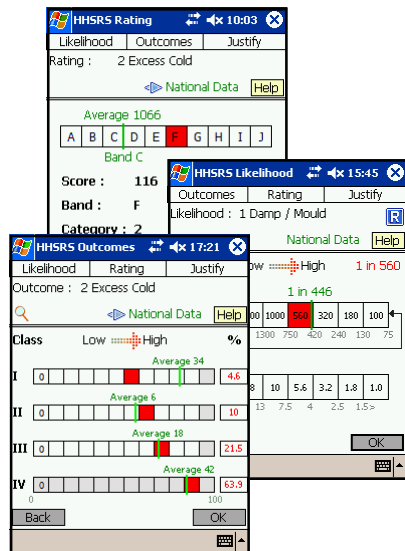 HHSRS Rating 10:03
Likelihood Outcomes Justify
Rating : 2 Excess Cold
National Data Help
Average 1066
A B C D E F G H I J
Band C
Score : 116
Band : F
Category : 2
HHSRS Likelihood 15:45
Outcomes Rating Justify
Likelihood : 1 Damp / Mould R
National Data Help
High 1 in 560
1 in 446
1000 560 320 180 100
1300 750 420 240 130 75
10 5.6 3.2 1.8 1.0
13 7.5 4 2.5 1.5>
OK
HHSRS Outcomes 17:21
Likelihood Rating Justify
Outcome : 2 Excess Cold
National Data Help
Class Low High %
Average 34
I 0 4.6
Average 6
II 0 10
Average 18
III 0 21.5
Average 42
IV 0 63.9
0 100
Back OK